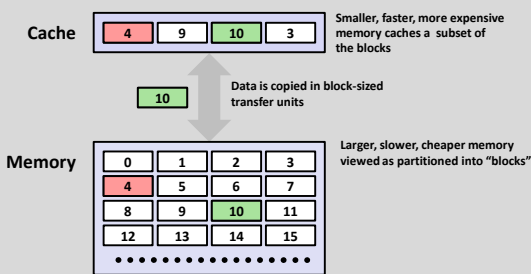 Cache
4 9 10 3
Smaller, faster, more expensive
memory caches a subset of
the blocks
10
Data is copied in block-sized
transfer units
Memory
0 1 2 3
4 5 6 7
8 9 10 11
12 13 14 15
Larger, slower, cheaper memory
viewed as partitioned into “blocks”